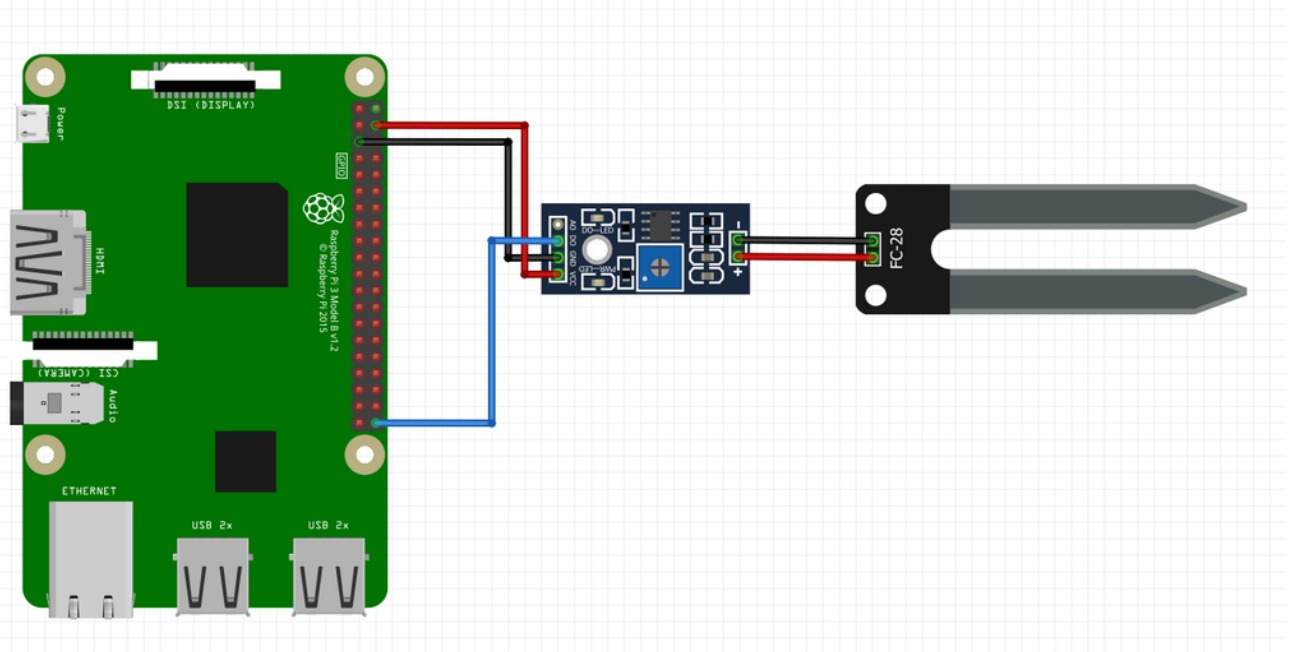 DSI (DISPLAY)
Power
GPIO
HDMI
Raspberry Pi 3 Model B v1.2
© Raspberry Pi 2015
CSI (CAMERA)
Audio
ETHERNET
USB 2x
USB 2x
AO
DO
GND
VCC
DO-LED
PWR-LED
-
+
FC-28